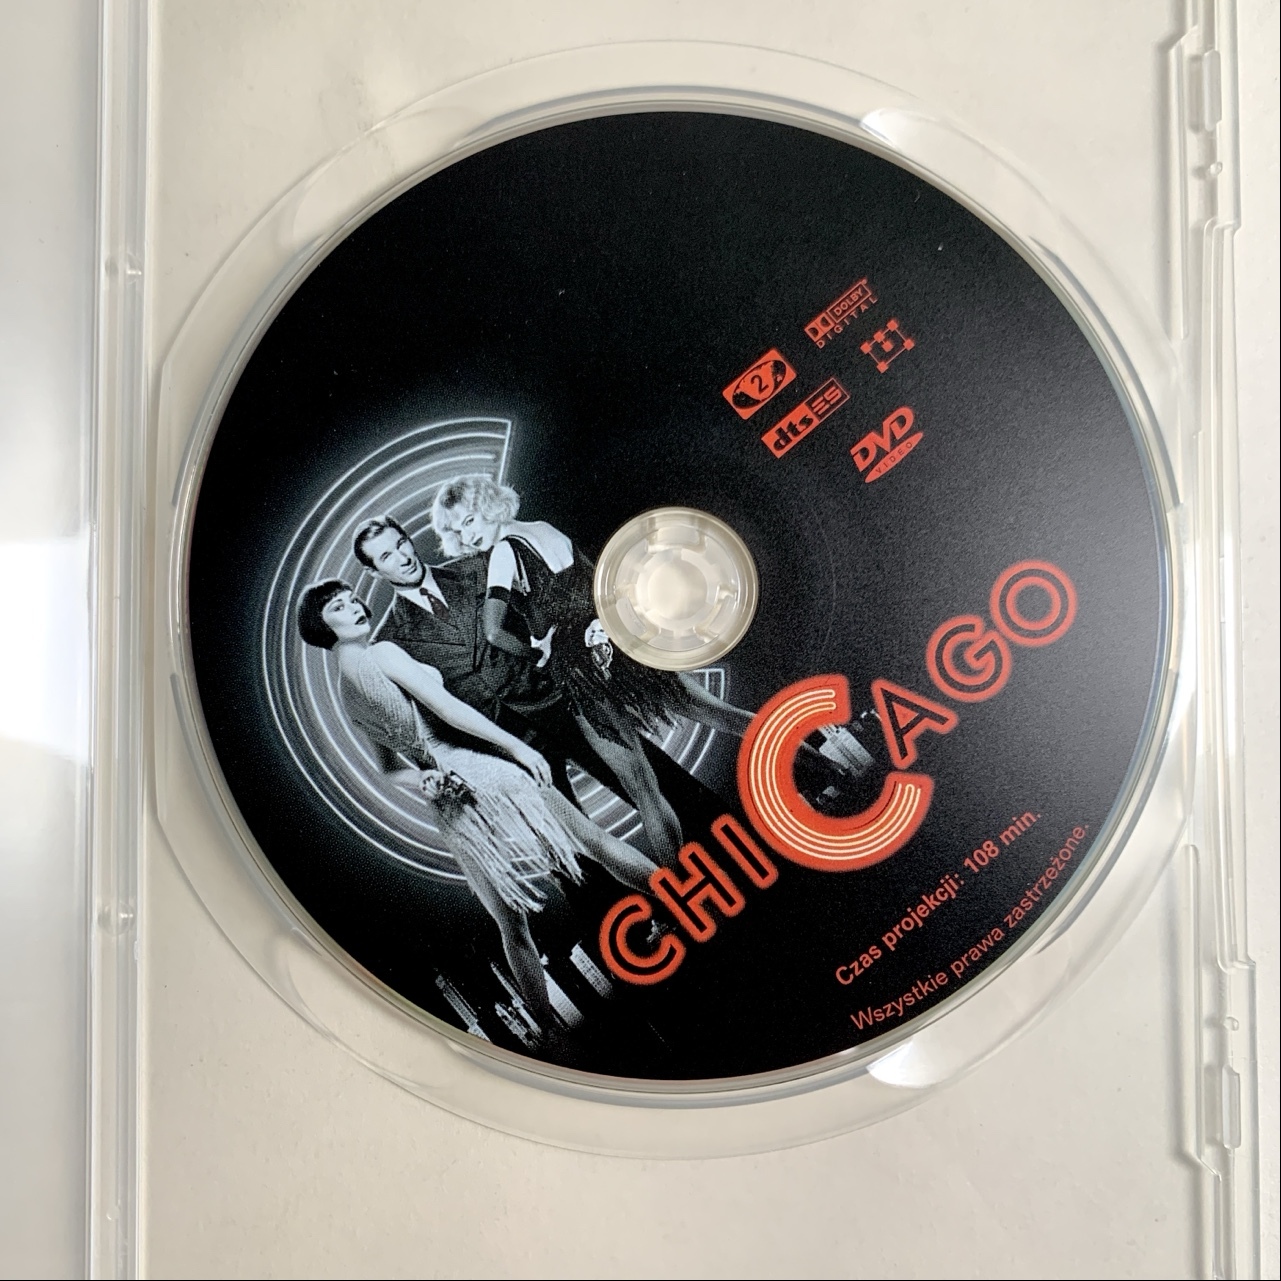 DOLBY
DIGITAL
2
dts ES
DVD
VIDEO
CHICAGO
Czas projekcji: 108 min.
Wszystkie prawa zastrzeżone.